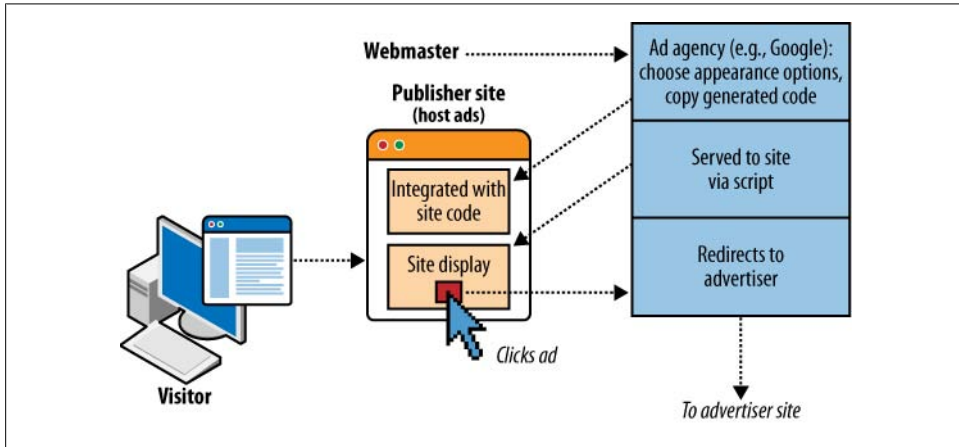 Webmaster
Ad agency (e.g., Google):
choose appearance options,
copy generated code
Publisher site
(host ads)
Integrated with
site code
Served to site
via script
Site display
Redirects to
advertiser
Clicks ad
Visitor
To advertiser site